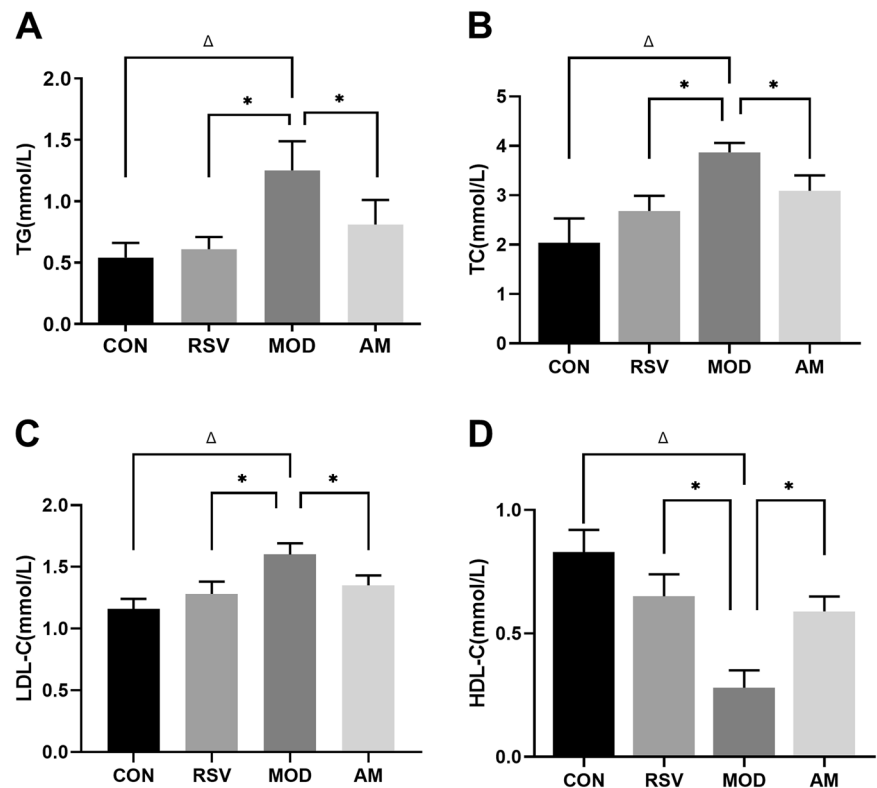 A
TG(mmol/L)
2.0
1.5
1.0
0.5
0.0
Δ
*
*
CON RSV MOD AM
B
TC(mmol/L)
5
4
3
2
1
0
Δ
*
*
CON RSV MOD AM
C
LDL-C(mmol/L)
2.0
1.5
1.0
0.5
0.0
Δ
*
*
CON RSV MOD AM
D
HDL-C(mmol/L)
1.0
0.5
0.0
Δ
*
*
CON RSV MOD AM